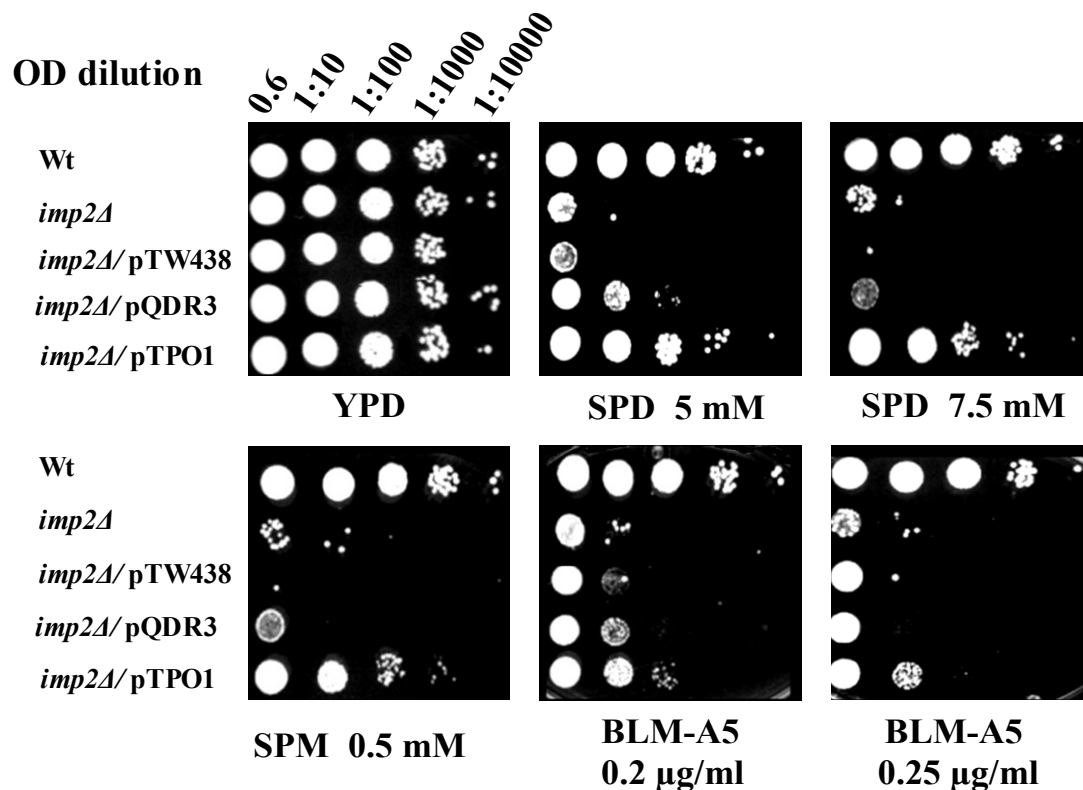 OD dilution
0.6 1:10 1:100 1:1000 1:10000
Wt
imp2Δ
imp2Δ/ pTW438
imp2Δ/ pQDR3
imp2Δ/ pTPO1
YPD
SPD 5 mM
SPD 7.5 mM
Wt
imp2Δ
imp2Δ/ pTW438
imp2Δ/ pQDR3
imp2Δ/ pTPO1
SPM 0.5 mM
BLM-A5
0.2 µg/ml
BLM-A5
0.25 µg/ml